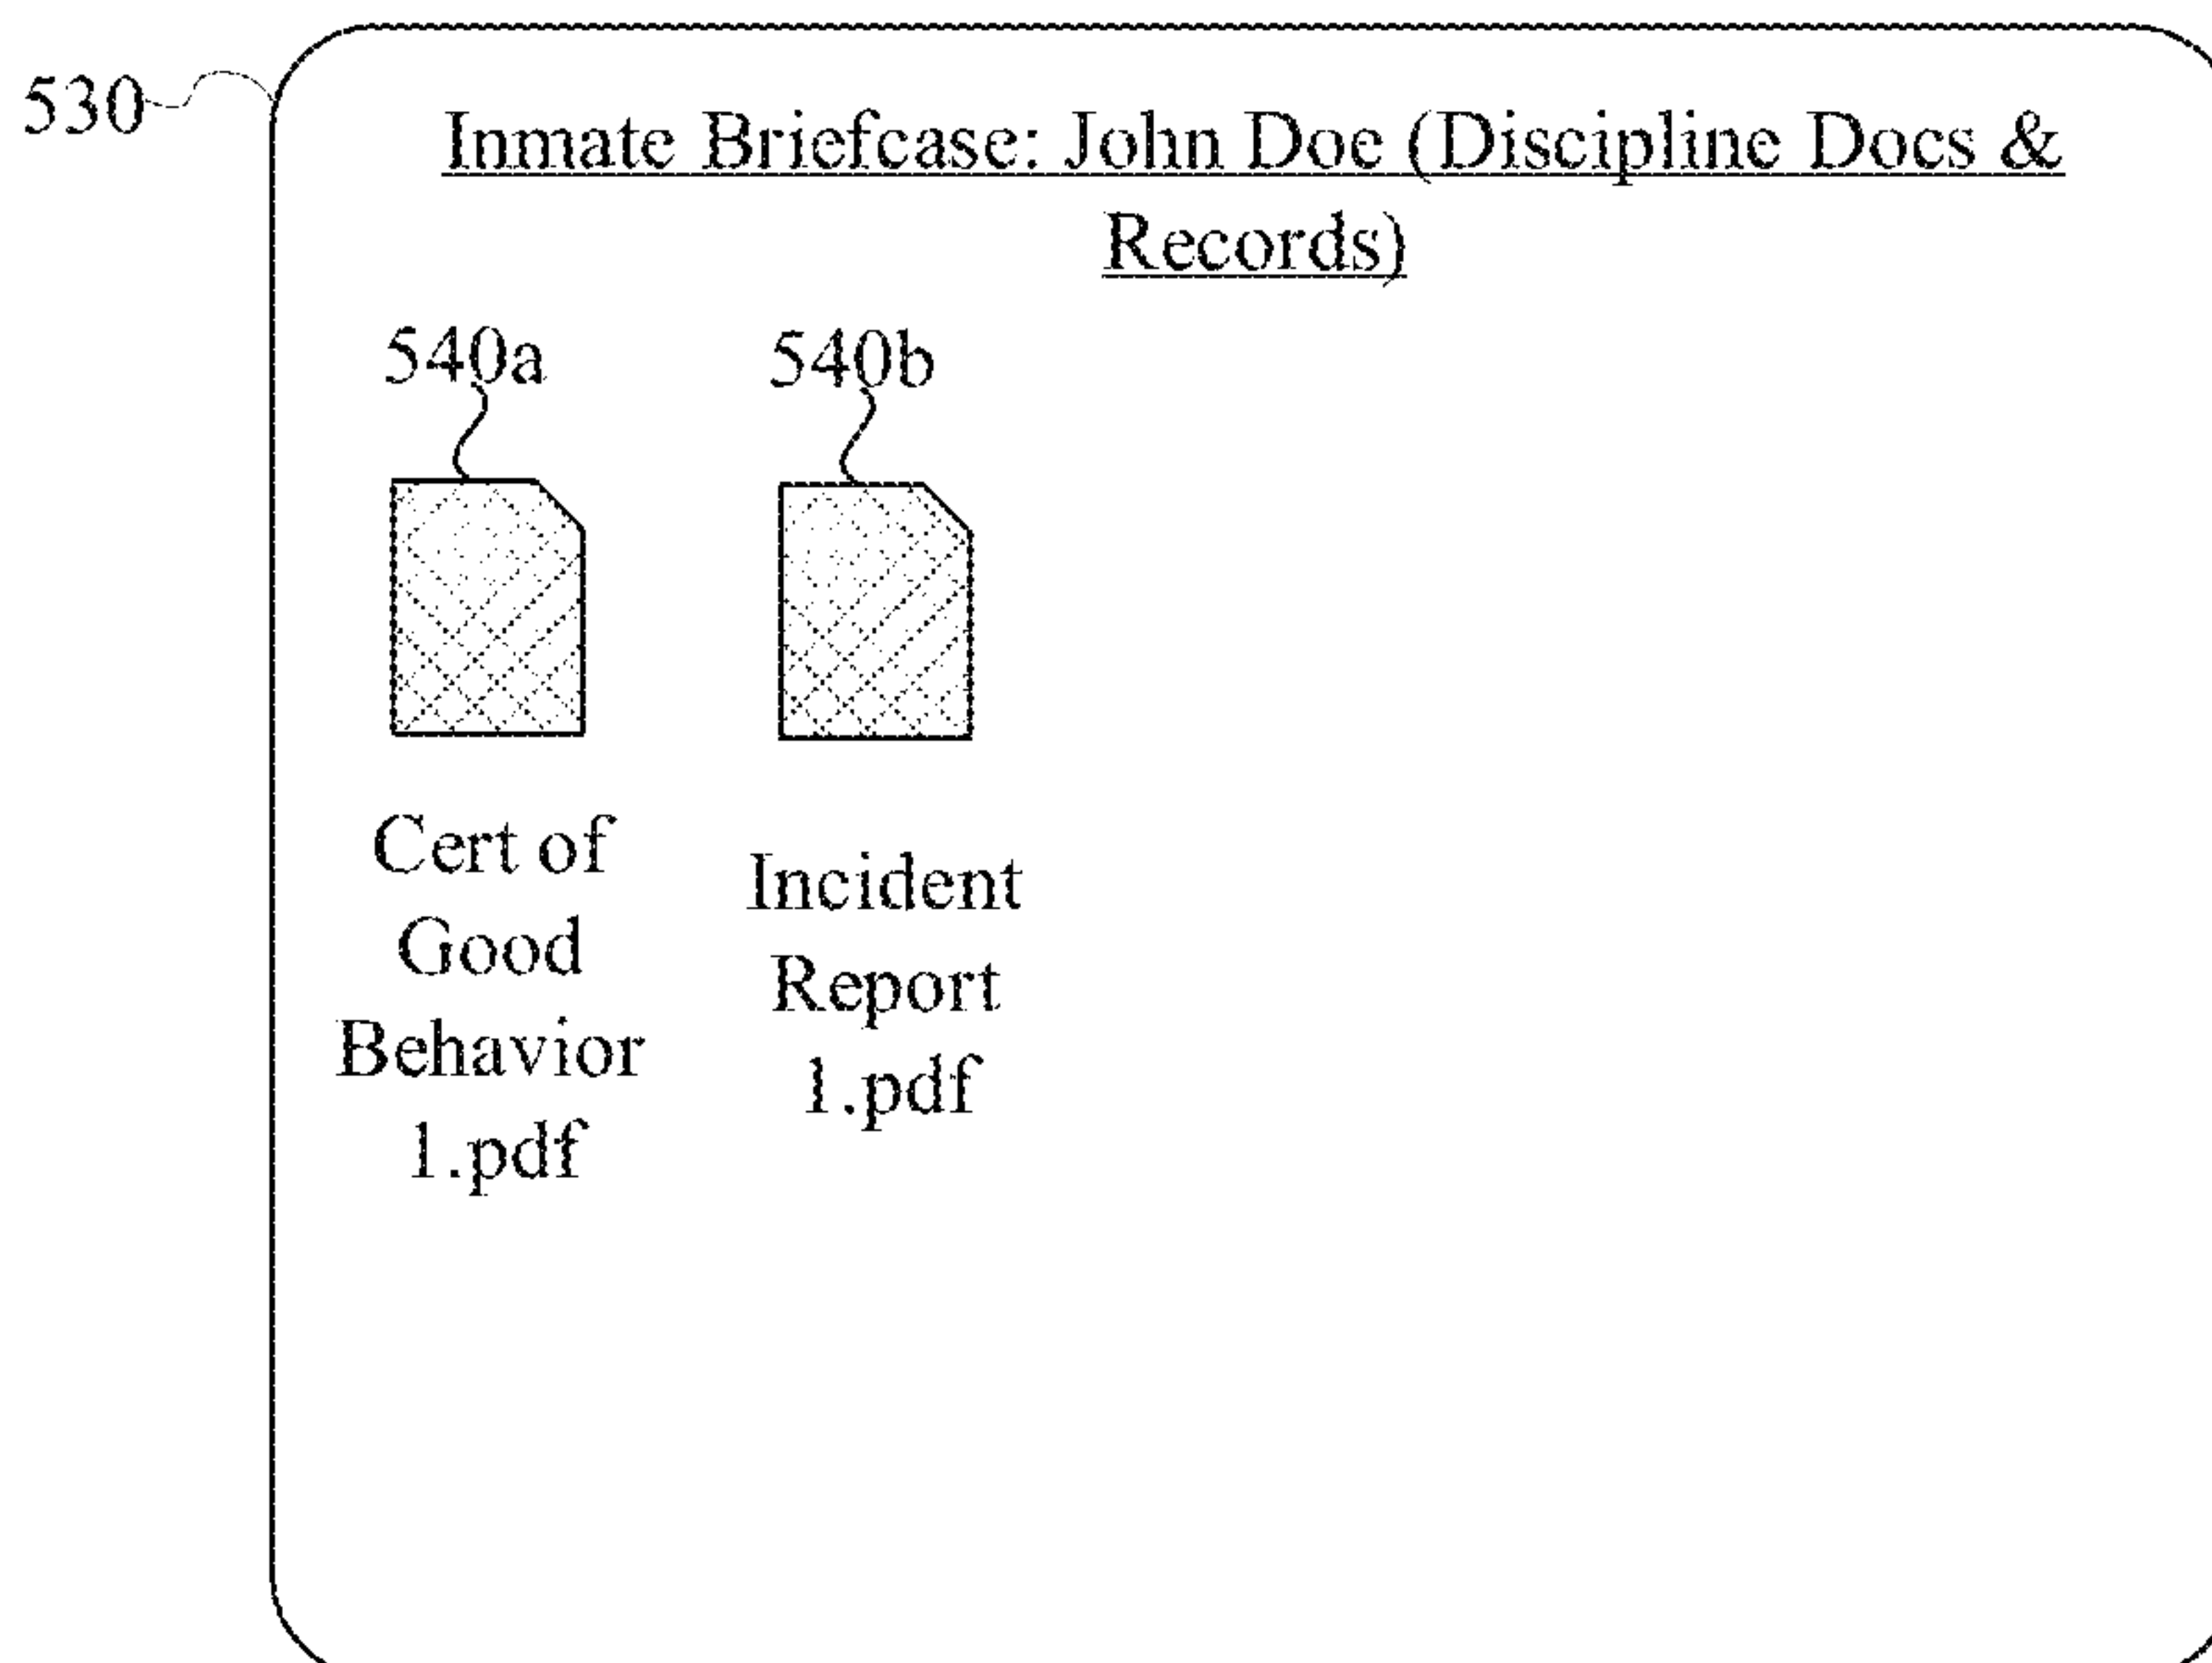 530
Inmate Briefcase: John Doe (Discipline Docs &
Records)
540a
540b
Cert of
Good
Behavior
1.pdf
Incident
Report
1.pdf